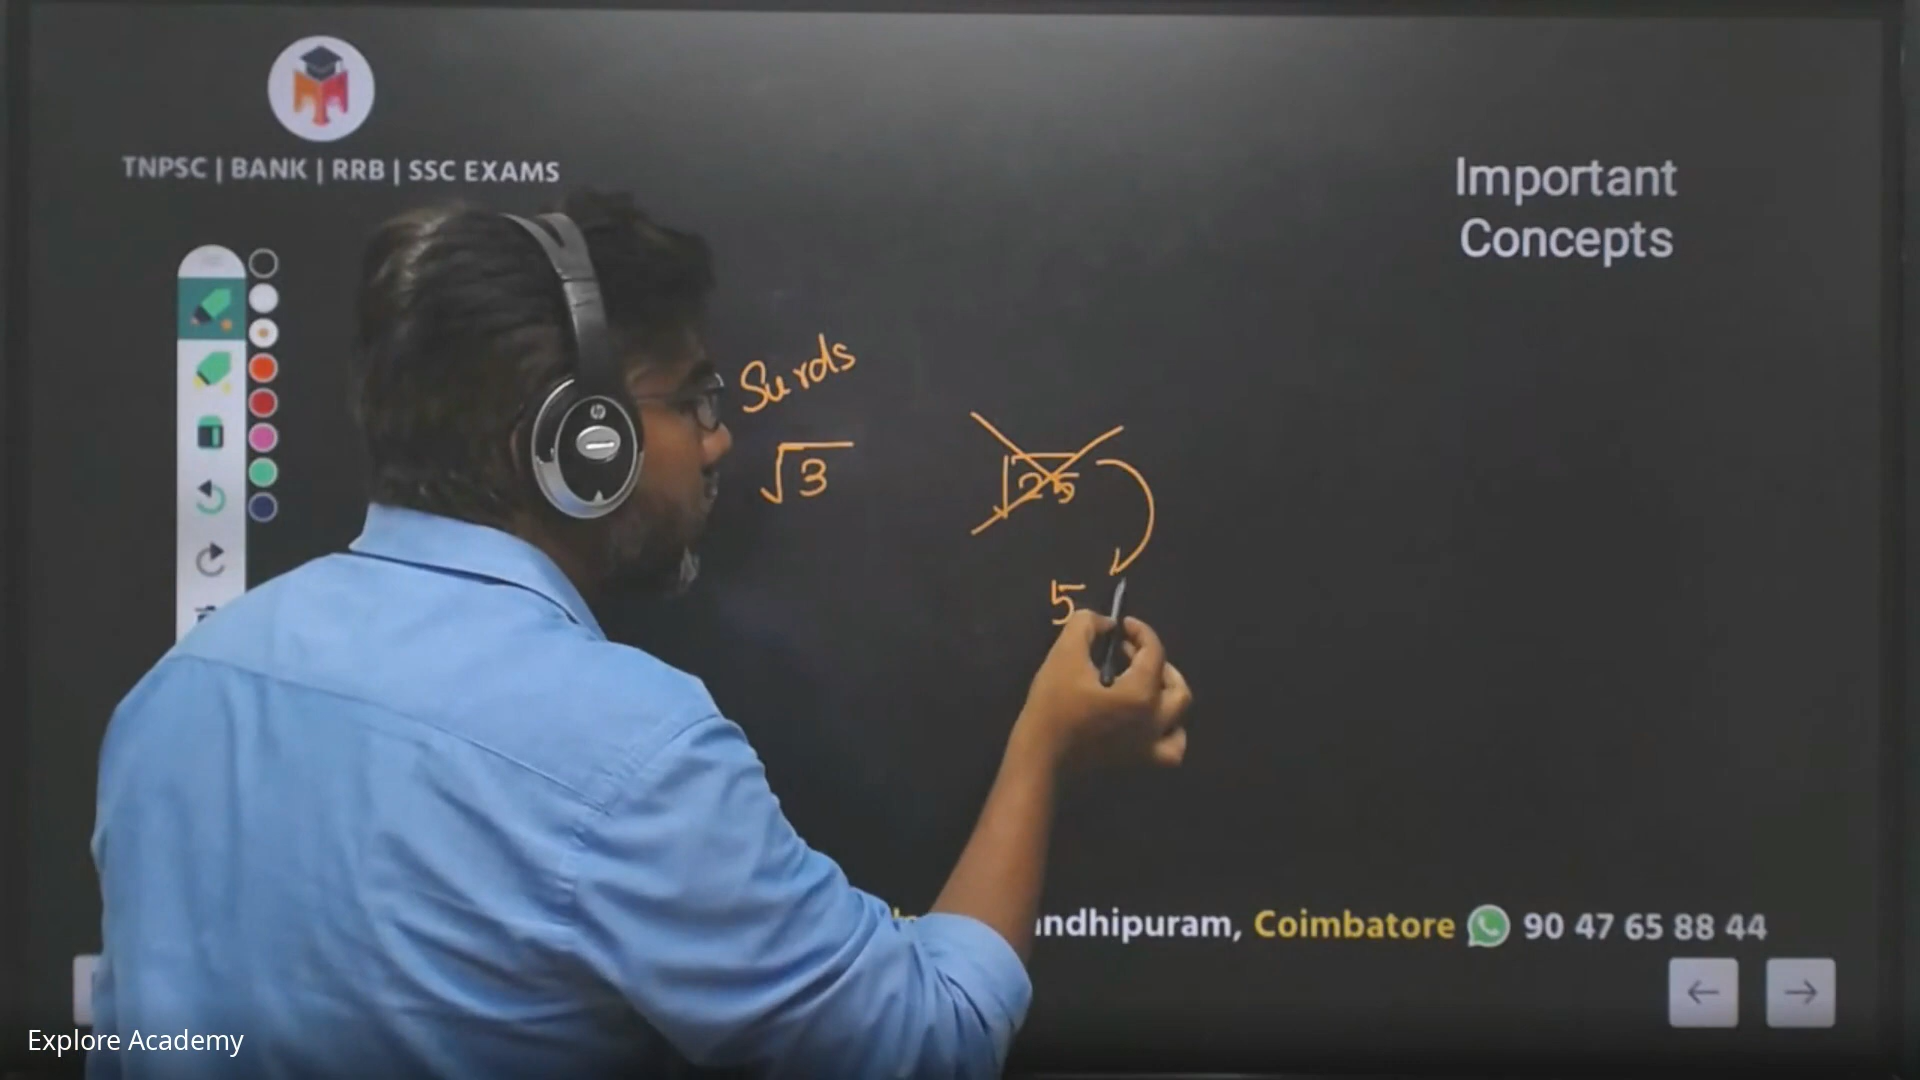 TNPSC | BANK | RRB | SSC EXAMS
Important
Concepts
Surds
√3
√25
5
Coimbatore 90 47 65 88 44
Explore Academy